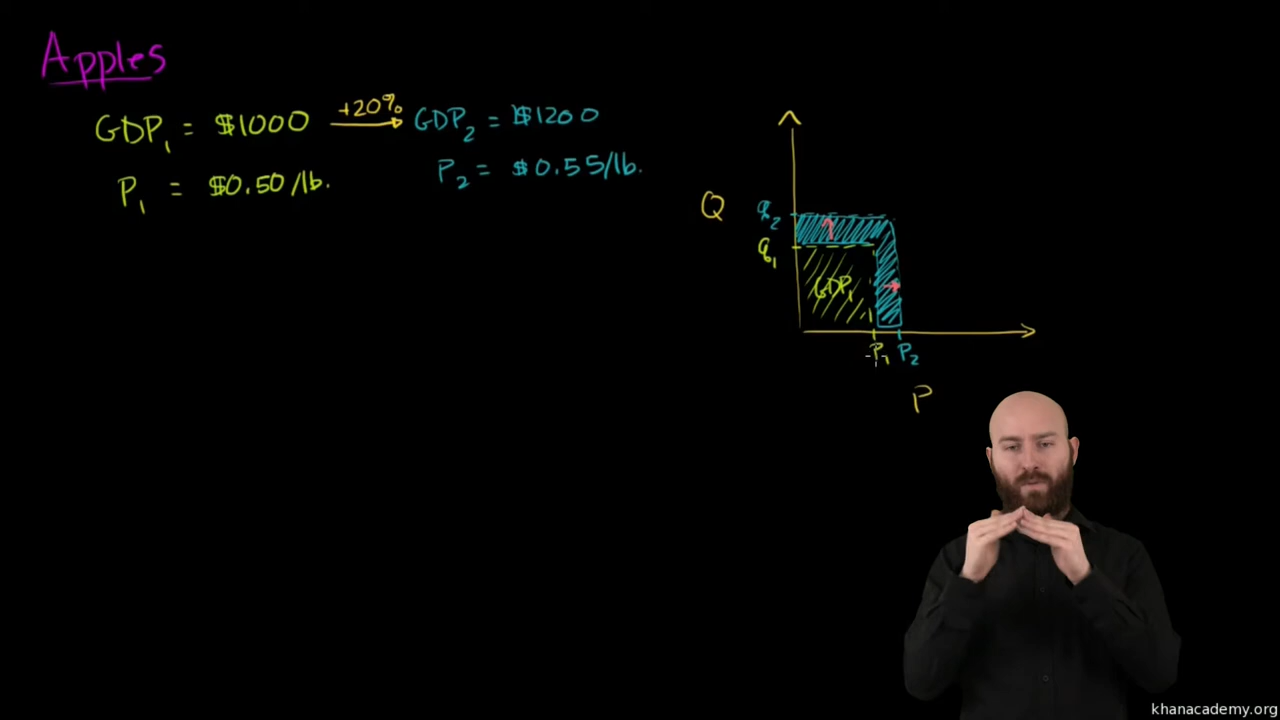 Apples
GDP₁ = $1000 +20% GDP₂ = $1200
P₁ = $0.50/lb. P₂ = $0.55/lb.
Q
q₂
q₁
GDP₁
P₁ P₂
P
khanacademy.org